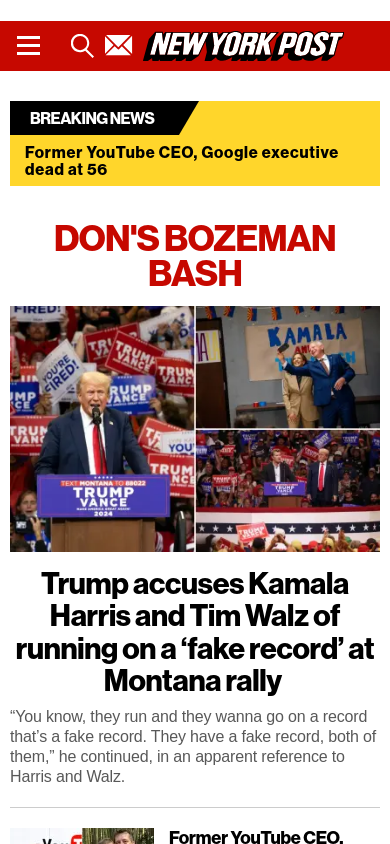 NEW YORK POST
BREAKING NEWS
Former YouTube CEO, Google executive
dead at 56
DON'S BOZEMAN
BASH
FIRED!
YOU'RE
FIRED!
TRUMP
VANCE
TEXT MONTANA TO 88022
TRUMP
VANCE
2024
KAMALA
TRUMP
VANCE
Trump accuses Kamala
Harris and Tim Walz of
running on a ‘fake record’ at
Montana rally
“You know, they run and they wanna go on a record
that’s a fake record. They have a fake record, both of
them,” he continued, in an apparent reference to
Harris and Walz.
Former YouTube CEO,